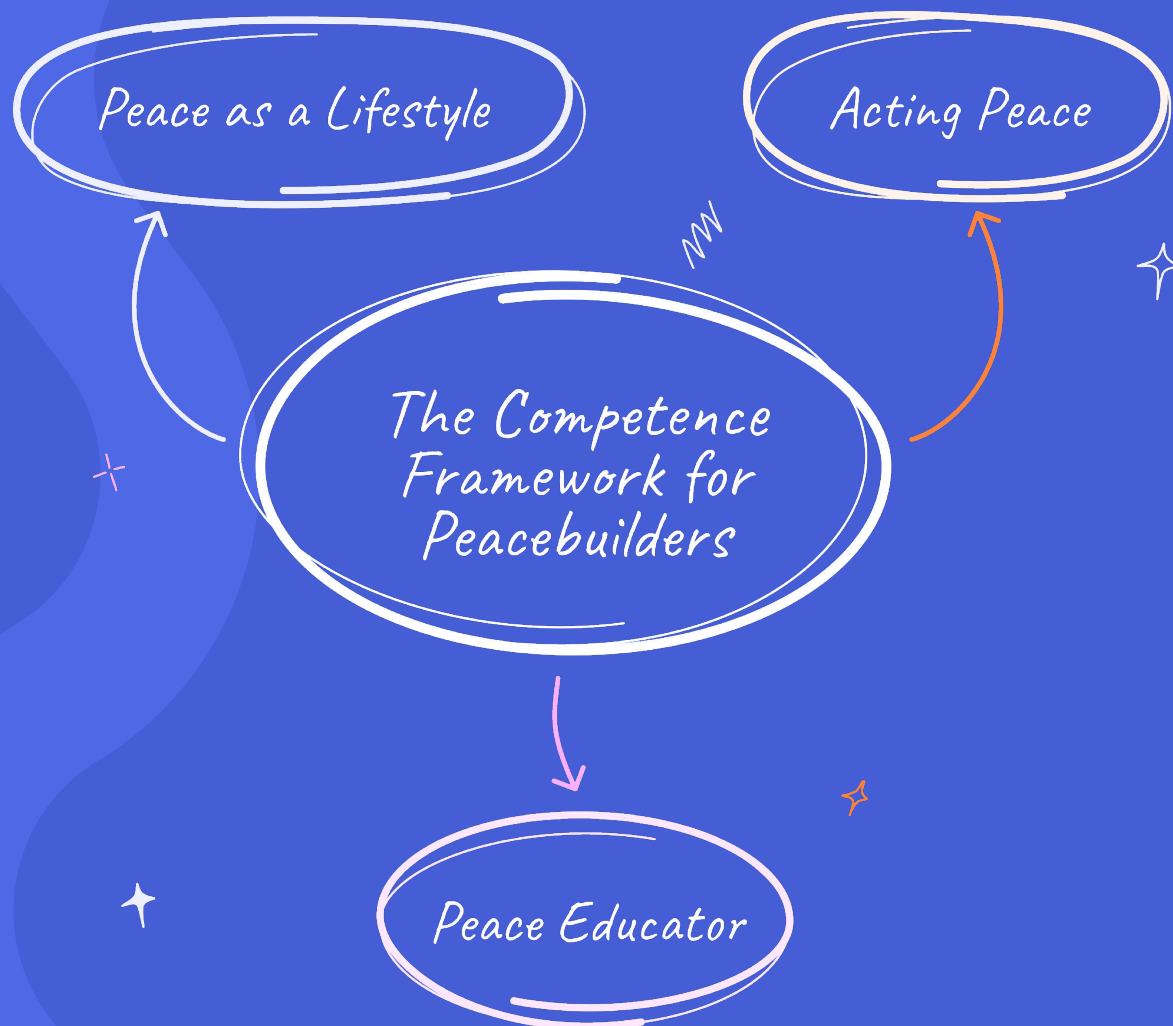 Peace as a Lifestyle
Acting Peace
The Competence
Framework for
Peacebuilders
Peace Educator